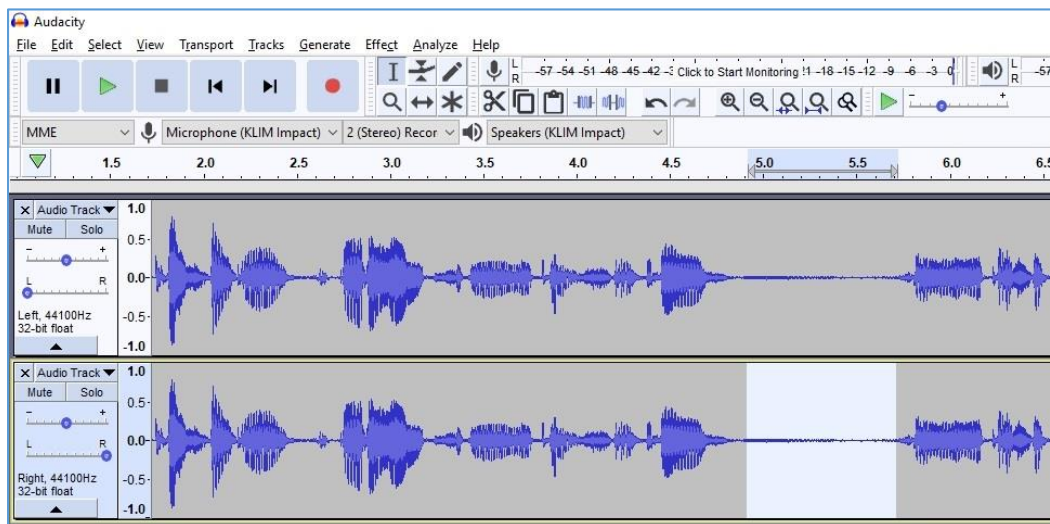 Audacity
File Edit Select View Transport Tracks Generate Effect Analyze Help
L
R
-57 -54 -51 -48 -45 -42 -3 Click to Start Monitoring !1 -18 -15 -12 -9 -6 -3 0
L
R
-57
- +
MME Microphone (KLIM Impact) 2 (Stereo) Recor Speakers (KLIM Impact)
1.5 2.0 2.5 3.0 3.5 4.0 4.5 5.0 5.5 6.0 6.5
X Audio Track 1.0
Mute Solo 0.5
- +
L R 0.0
Left, 44100Hz -0.5
32-bit float
-1.0
X Audio Track 1.0
Mute Solo 0.5
- +
L R 0.0
Right, 44100Hz -0.5
32-bit float
-1.0